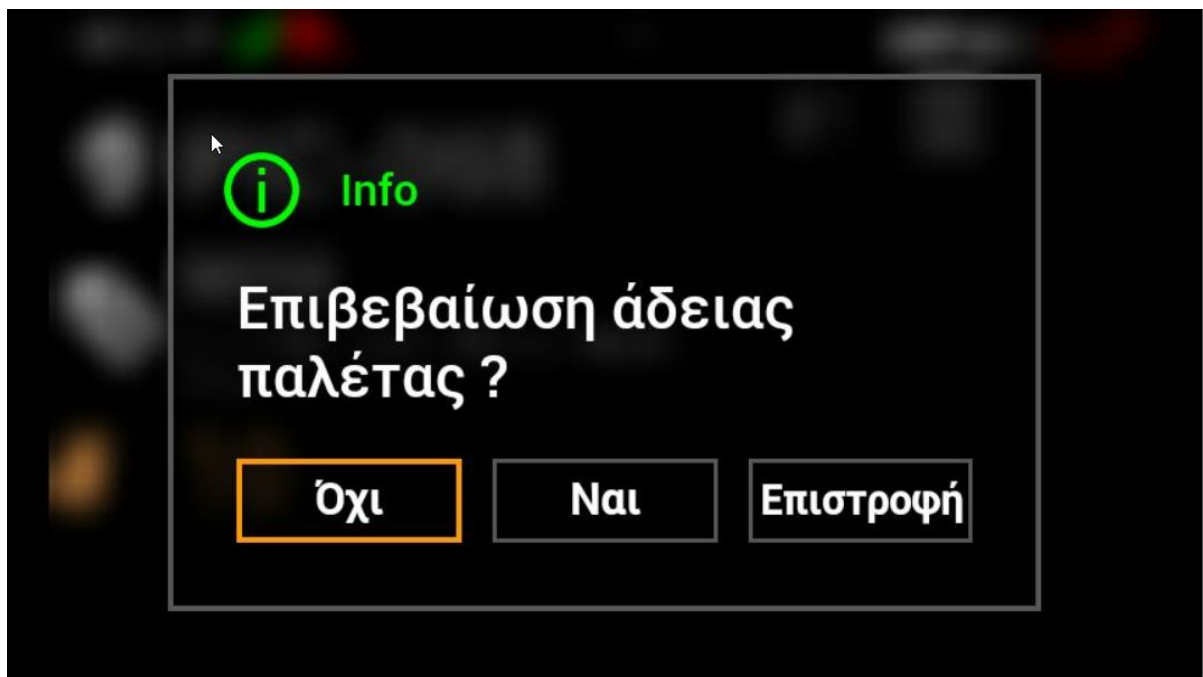 Info
Επιβεβαίωση άδειας
παλέτας ?
Όχι
Ναι
Επιστροφή